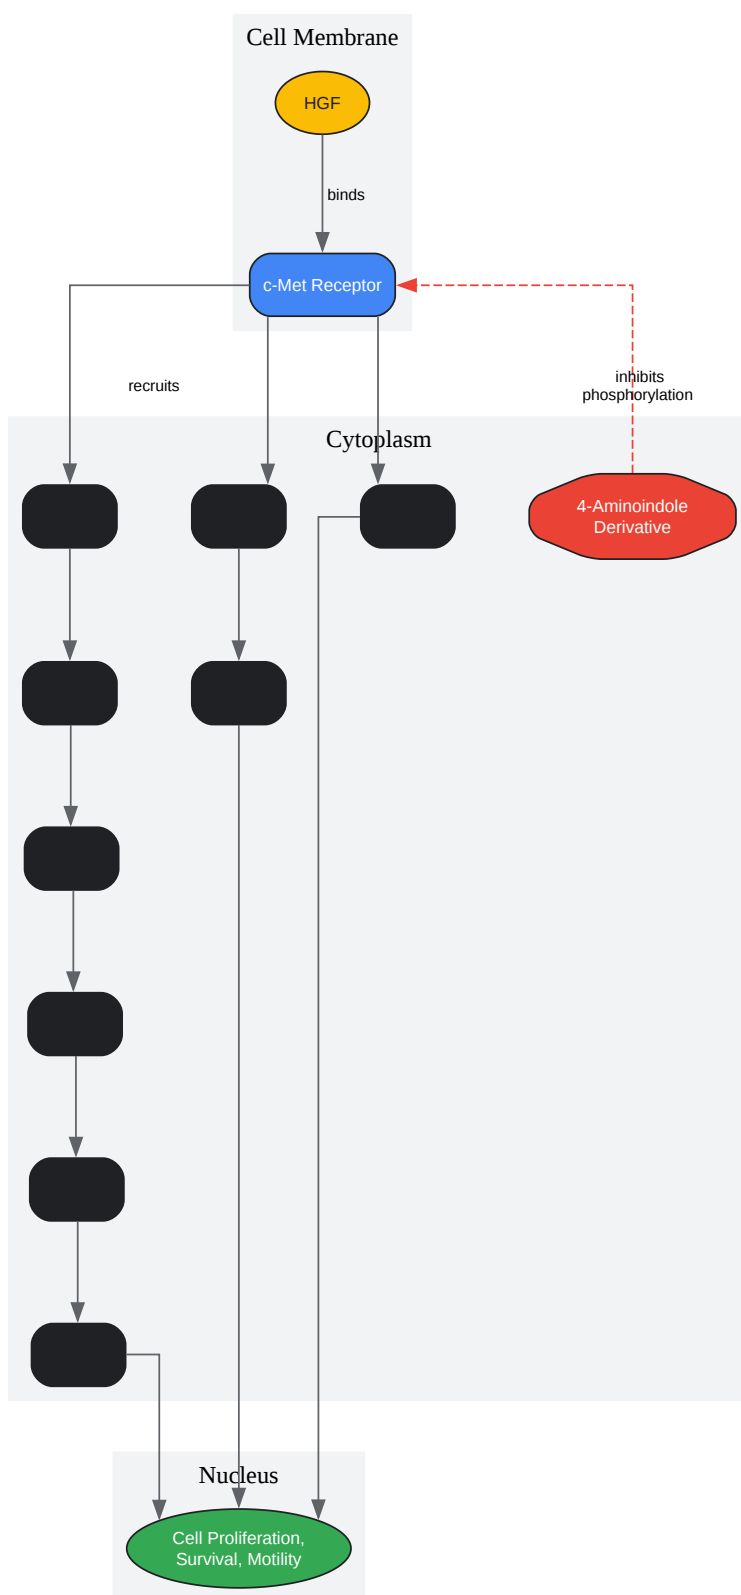 Cell Membrane
HGF
binds
c-Met Receptor
recruits
inhibits
phosphorylation
Cytoplasm
4-Aminoindole
Derivative
Nucleus
Cell Proliferation,
Survival, Motility